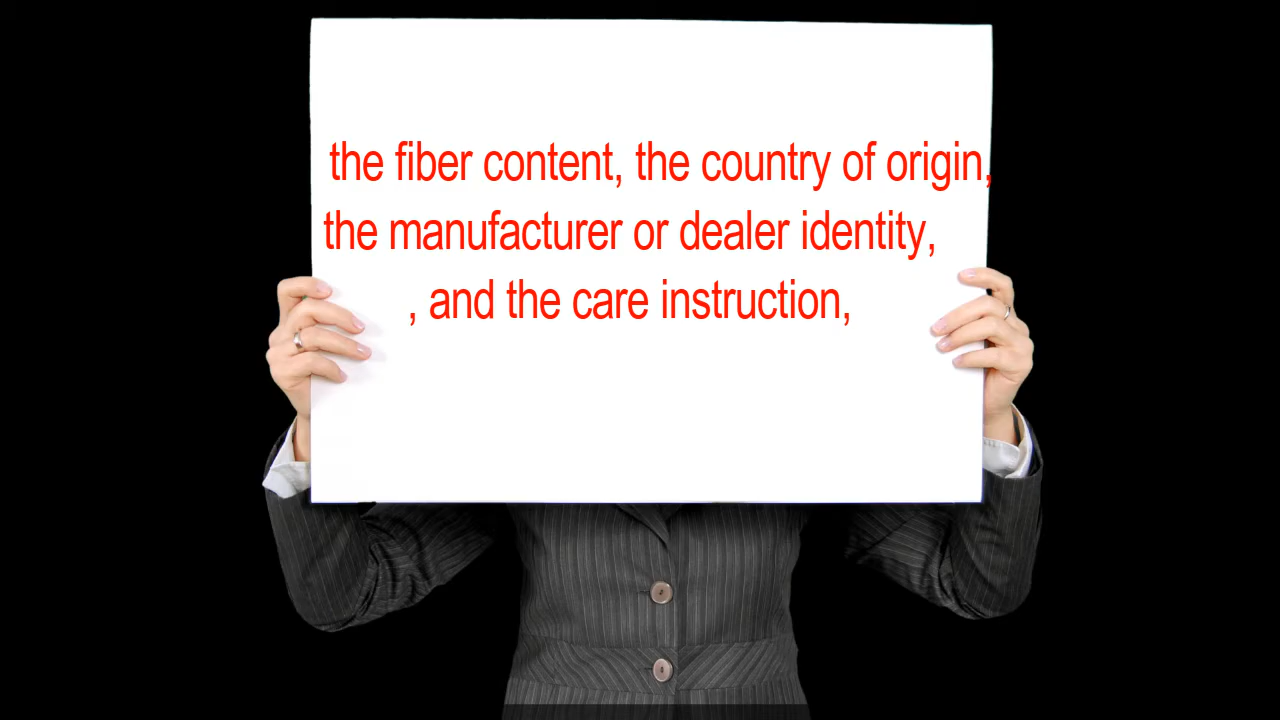 the fiber content, the country of origin,
the manufacturer or dealer identity,
, and the care instruction,